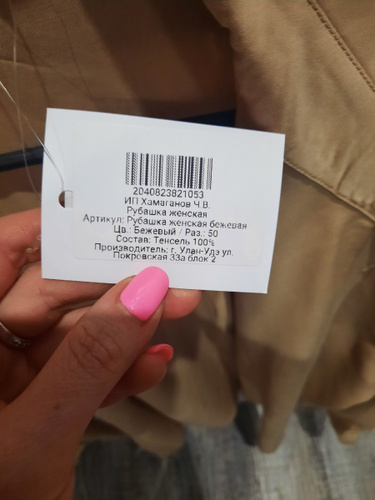 2040823821053
ИП Хамаганов Ч.В.
Рубашка женская
Артикул: Рубашка женская бежевая
Цв.: Бежевый / Раз.: 50
Состав: Тенсель 100%
Производитель: г. Улан-Удэ ул.
Покровская 33а блок 2